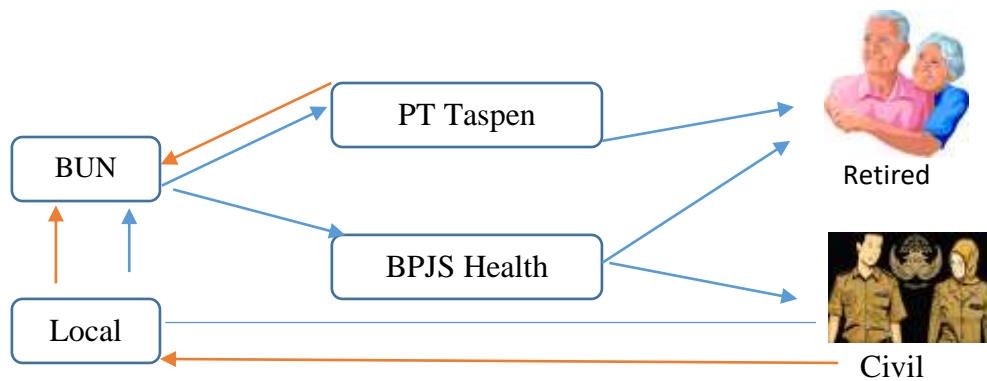 PT Taspen
BUN
Retired
BPJS Health
Local
Civil